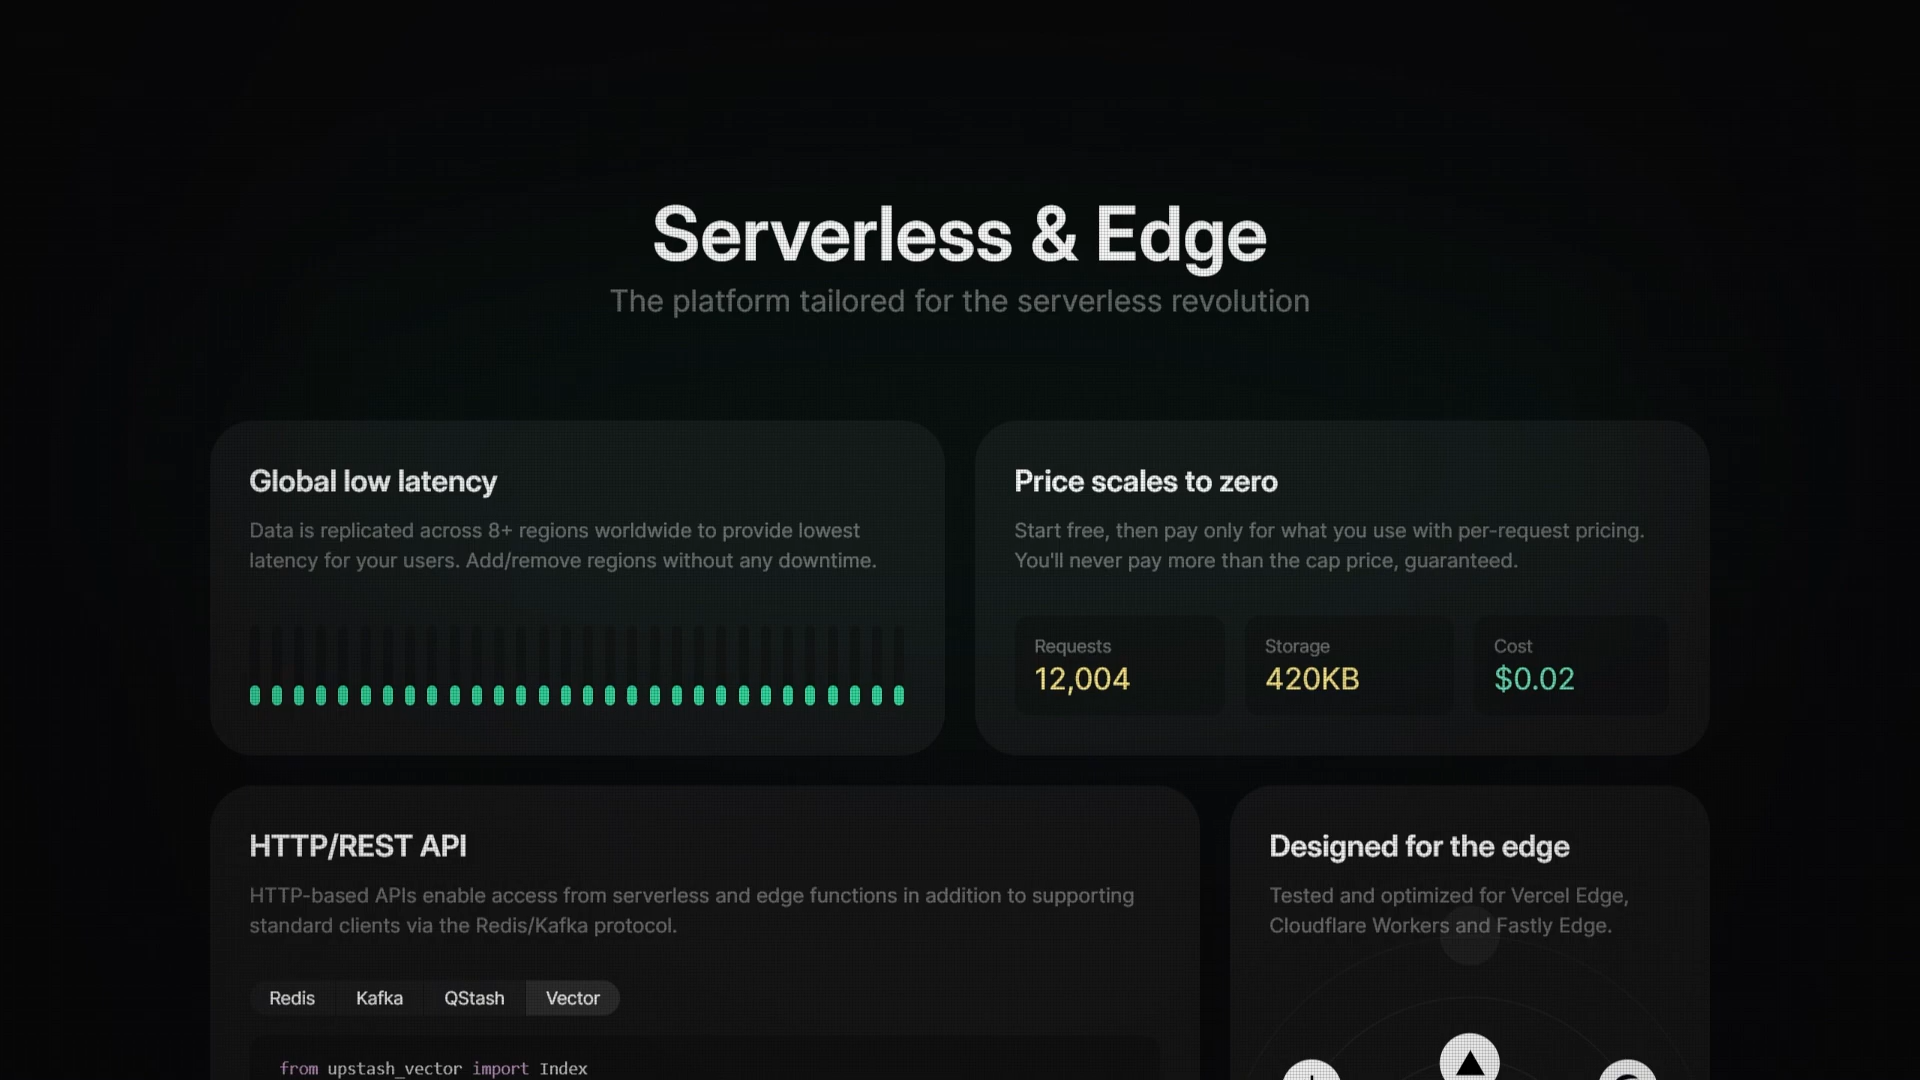 Serverless & Edge
The platform tailored for the serverless revolution
Global low latency
Data is replicated across 8+ regions worldwide to provide lowest
latency for your users. Add/remove regions without any downtime.
Price scales to zero
Start free, then pay only for what you use with per-request pricing.
You'll never pay more than the cap price, guaranteed.
Requests
12,004
Storage
420KB
Cost
$0.02
HTTP/REST API
HTTP-based APIs enable access from serverless and edge functions in addition to supporting
standard clients via the Redis/Kafka protocol.
Redis
Kafka
QStash
Vector
from upstash_vector import Index
Designed for the edge
Tested and optimized for Vercel Edge,
Cloudflare Workers and Fastly Edge.